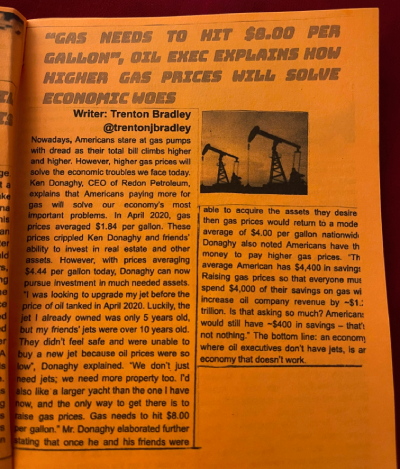 "GAS NEEDS TO HIT $8.00 PER
GALLON", OIL EXEC EXPLAINS HOW
HIGHER GAS PRICES WILL SOLVE
ECONOMIC WOES
Writer: Trenton Bradley
@trentonjbradley
Nowadays, Americans stare at gas pumps
with dread as their total bill climbs higher
and higher. However, higher gas prices will
solve the economic troubles we face today.
Ken Donaghy, CEO of Redon Petroleum,
explains that Americans paying more for
gas will solve our economy's most
important problems. In April 2020, gas
prices averaged $1.84 per gallon. These
prices crippled Ken Donaghy and friends'
ability to invest in real estate and other
assets. However, with prices averaging
$4.44 per gallon today, Donaghy can now
pursue investment in much needed assets.
"I was looking to upgrade my jet before the
price of oil tanked in April 2020. Luckily, the
jet I already owned was only 5 years old,
but my friends' jets were over 10 years old.
They didn't feel safe and were unable to
buy a new jet because oil prices were so
low", Donaghy explained. "We don't just
need jets; we need more property too. I'd
also like a larger yacht than the one I have
now, and the only way to get there is to
raise gas prices. Gas needs to hit $8.00
per gallon." Mr. Donaghy elaborated further
stating that once he and his friends were
able to acquire the assets they desire
then gas prices would return to a mode
average of $4.00 per gallon nationwid
Donaghy also noted Americans have th
money to pay higher gas prices. "Th
average American has $4,400 in savings
Raising gas prices so that everyone mus
spend $4,000 of their savings on gas wi
increase oil company revenue by ~$1.
trillion. Is that asking so much? Americans
would still have ~$400 in savings – that'
not nothing." The bottom line: an economy
where oil executives don't have jets, is an
economy that doesn't work.